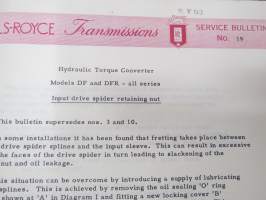 LS-ROYCE Transmissions
SERVICE BULLETIN
No. 19
Hydraulic Torque Converter
Models DF and DFR - all series
Input drive spider retaining nut
This bulletin supersedes nos. 3 and 10.
some installations it has been found that fretting takes place between
drive spider splines and the input sleeve. This can result in excessive
the faces of the drive spider in turn leading to slackening of the
nut and oil leakage.
is situation can be overcome by introducing a supply of lubricating
splines. This is achieved by removing the oil sealing 'O' ring
shown at 'A' in Diagram I and fitting a new locking cover 'B'